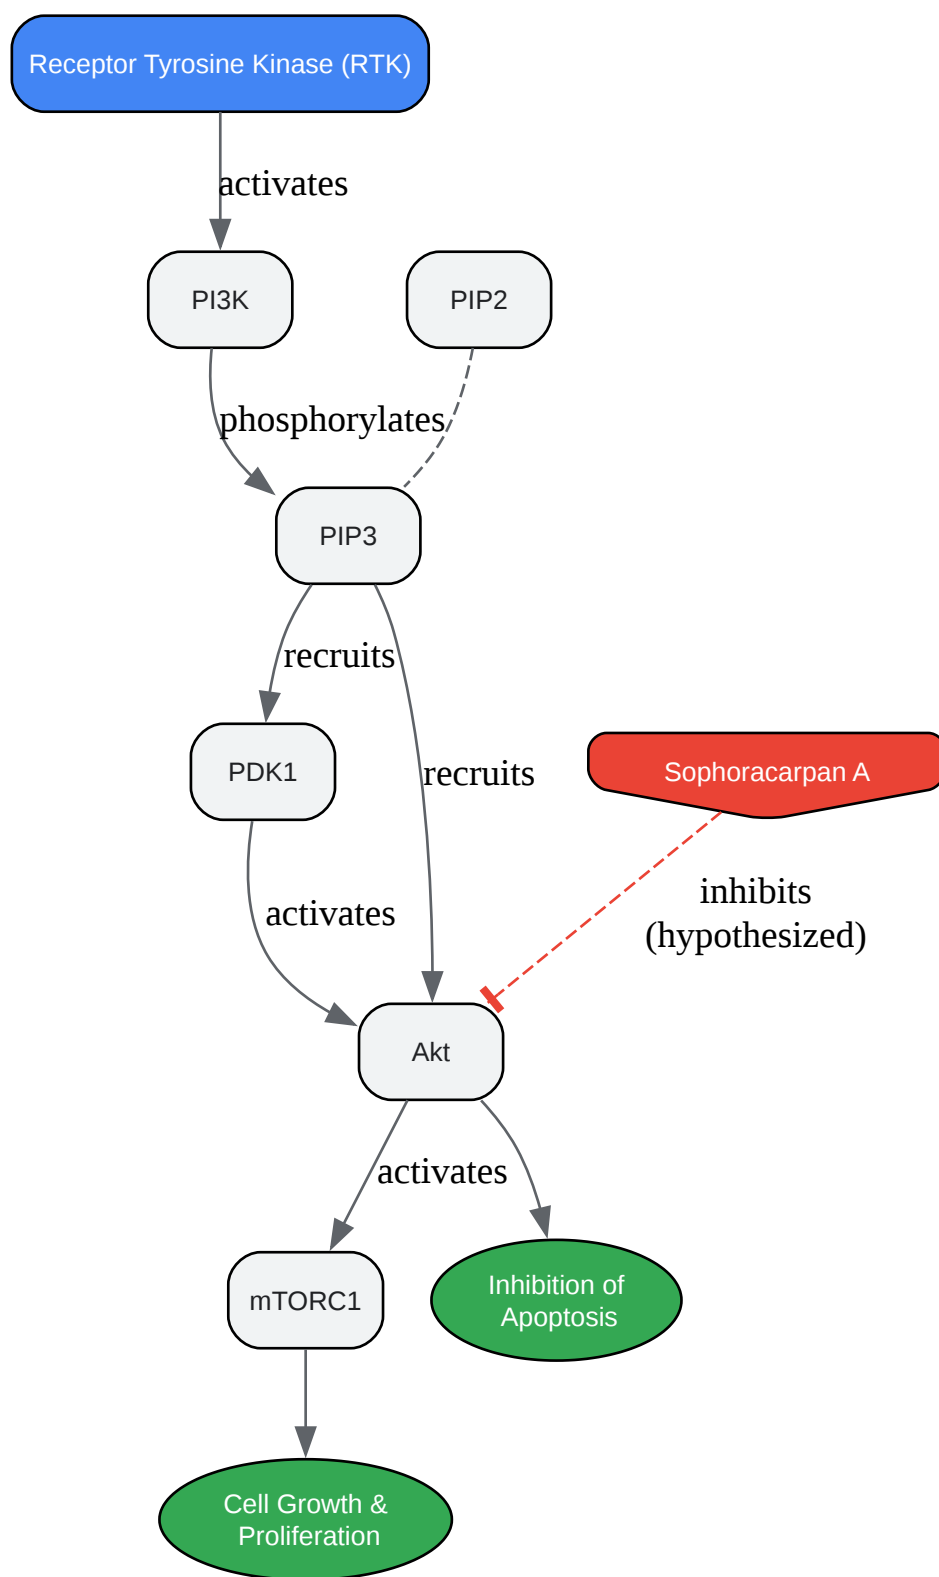 Receptor Tyrosine Kinase (RTK)
activates
PI3K
PIP2
phosphorylates
PIP3
recruits
PDK1
recruits
Sophoracarpan A
inhibits
(hypothesized)
activates
Akt
activates
mTORC1
Inhibition of
Apoptosis
Cell Growth &
Proliferation